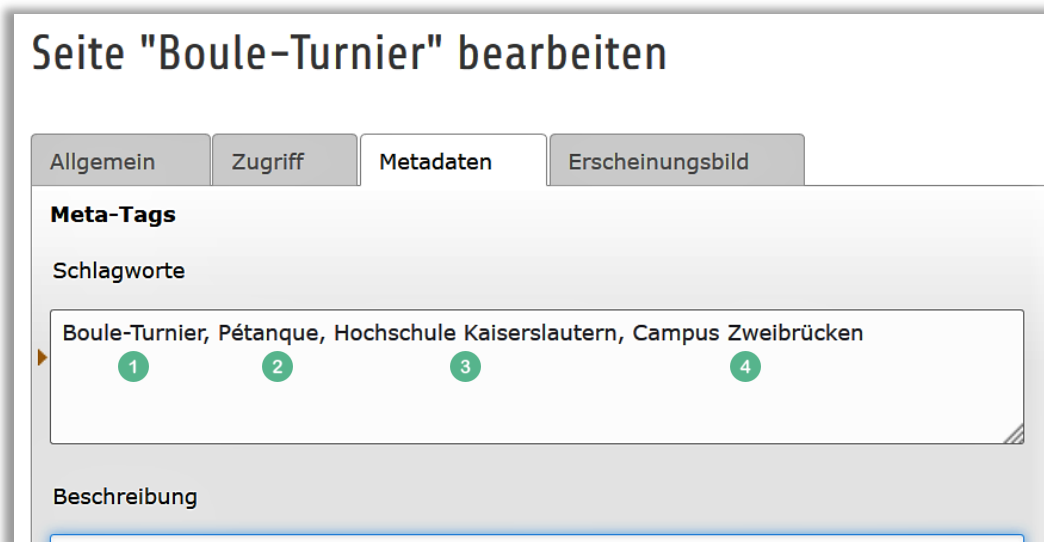 Seite "Boule-Turnier" bearbeiten
Allgemein Zugriff Metadaten Erscheinungsbild
Meta-Tags
Schlagworte
Boule-Turnier, Pétanque, Hochschule Kaiserslautern, Campus Zweibrücken
1 2 3 4
Beschreibung